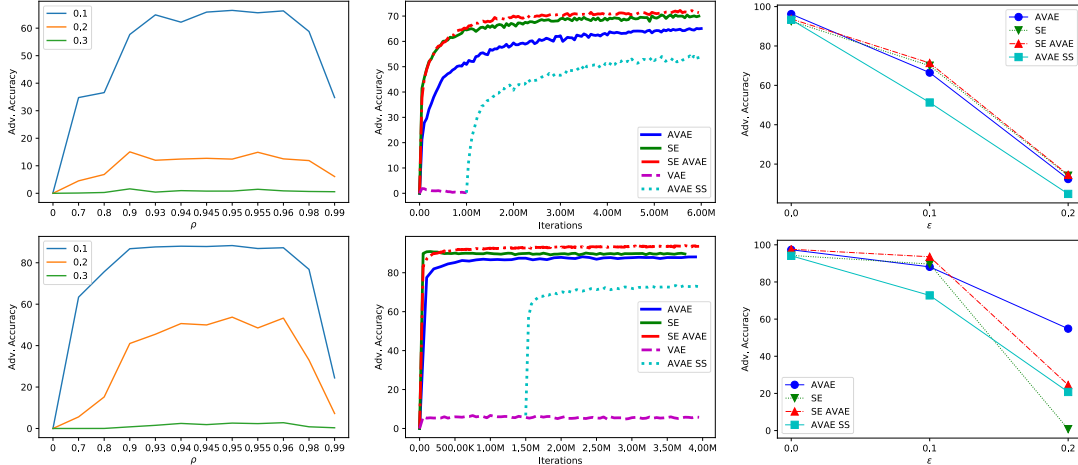 60
50
40
30
20
10
0
Adv. Accuracy
0.1
0.2
0.3
0 0,7 0,8 0,9 0,93 0,94 0,945 0,95 0,955 0,96 0,98 0,99
ρ
70
60
50
40
30
20
10
0
Adv. Accuracy
AVAE
SE
SE AVAE
VAE
AVAE SS
0,00 1,00M 2,00M 3,00M 4,00M 5,00M 6,00M
Iterations
100
80
60
40
20
Adv. Accuracy
AVAE
SE
SE AVAE
AVAE SS
0,0 0,1 0,2
ε
80
60
40
20
0
Adv. Accuracy
0.1
0.2
0.3
0 0,7 0,8 0,9 0,93 0,94 0,945 0,95 0,955 0,96 0,98 0,99
ρ
80
60
40
20
0
Adv. Accuracy
AVAE
SE
SE AVAE
VAE
AVAE SS
0,00 500,00K 1,00M 1,50M 2,00M 2,50M 3,00M 3,50M 4,00M
Iterations
100
80
60
40
20
0
Adv. Accuracy
AVAE
SE
SE AVAE
AVAE SS
0,0 0,1 0,2
ε